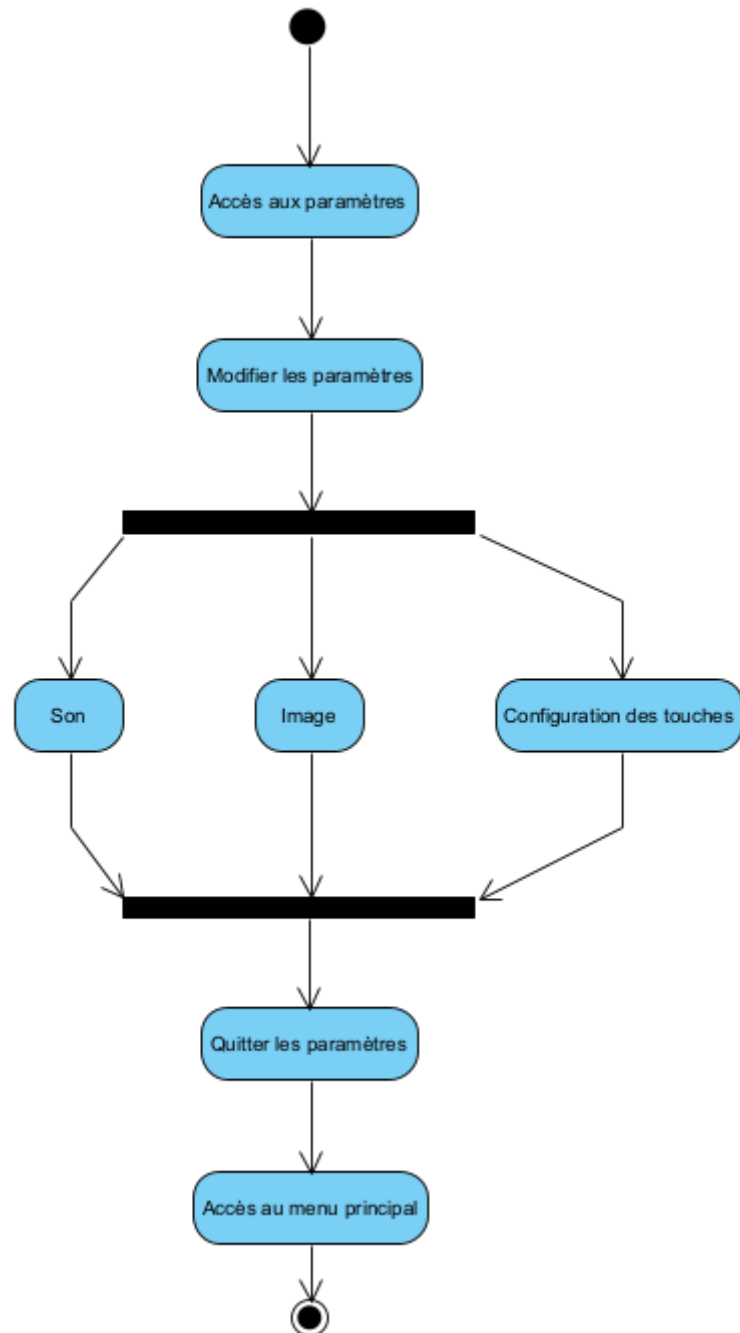 Accès aux paramètres
Modifier les paramètres
Son
Image
Configuration des touches
Quitter les paramètres
Accès au menu principal